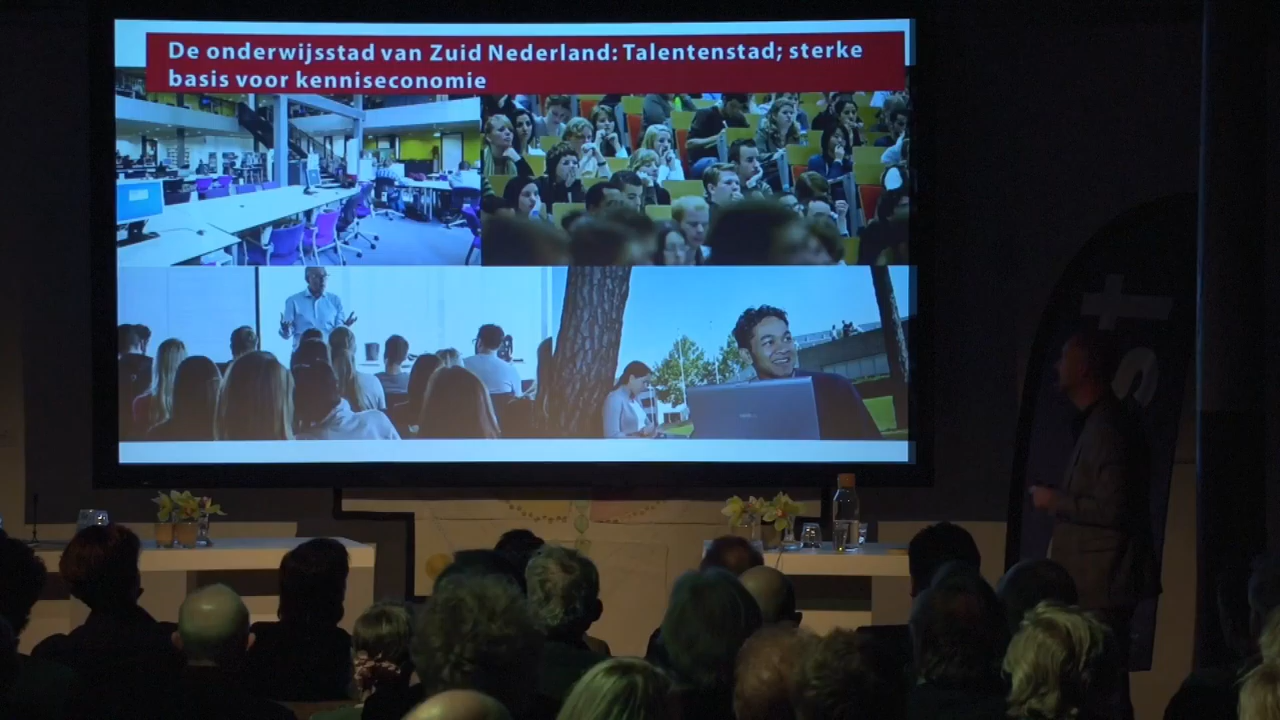 De onderwijsstad van Zuid Nederland: Talentenstad; sterke
basis voor kenniseconomie